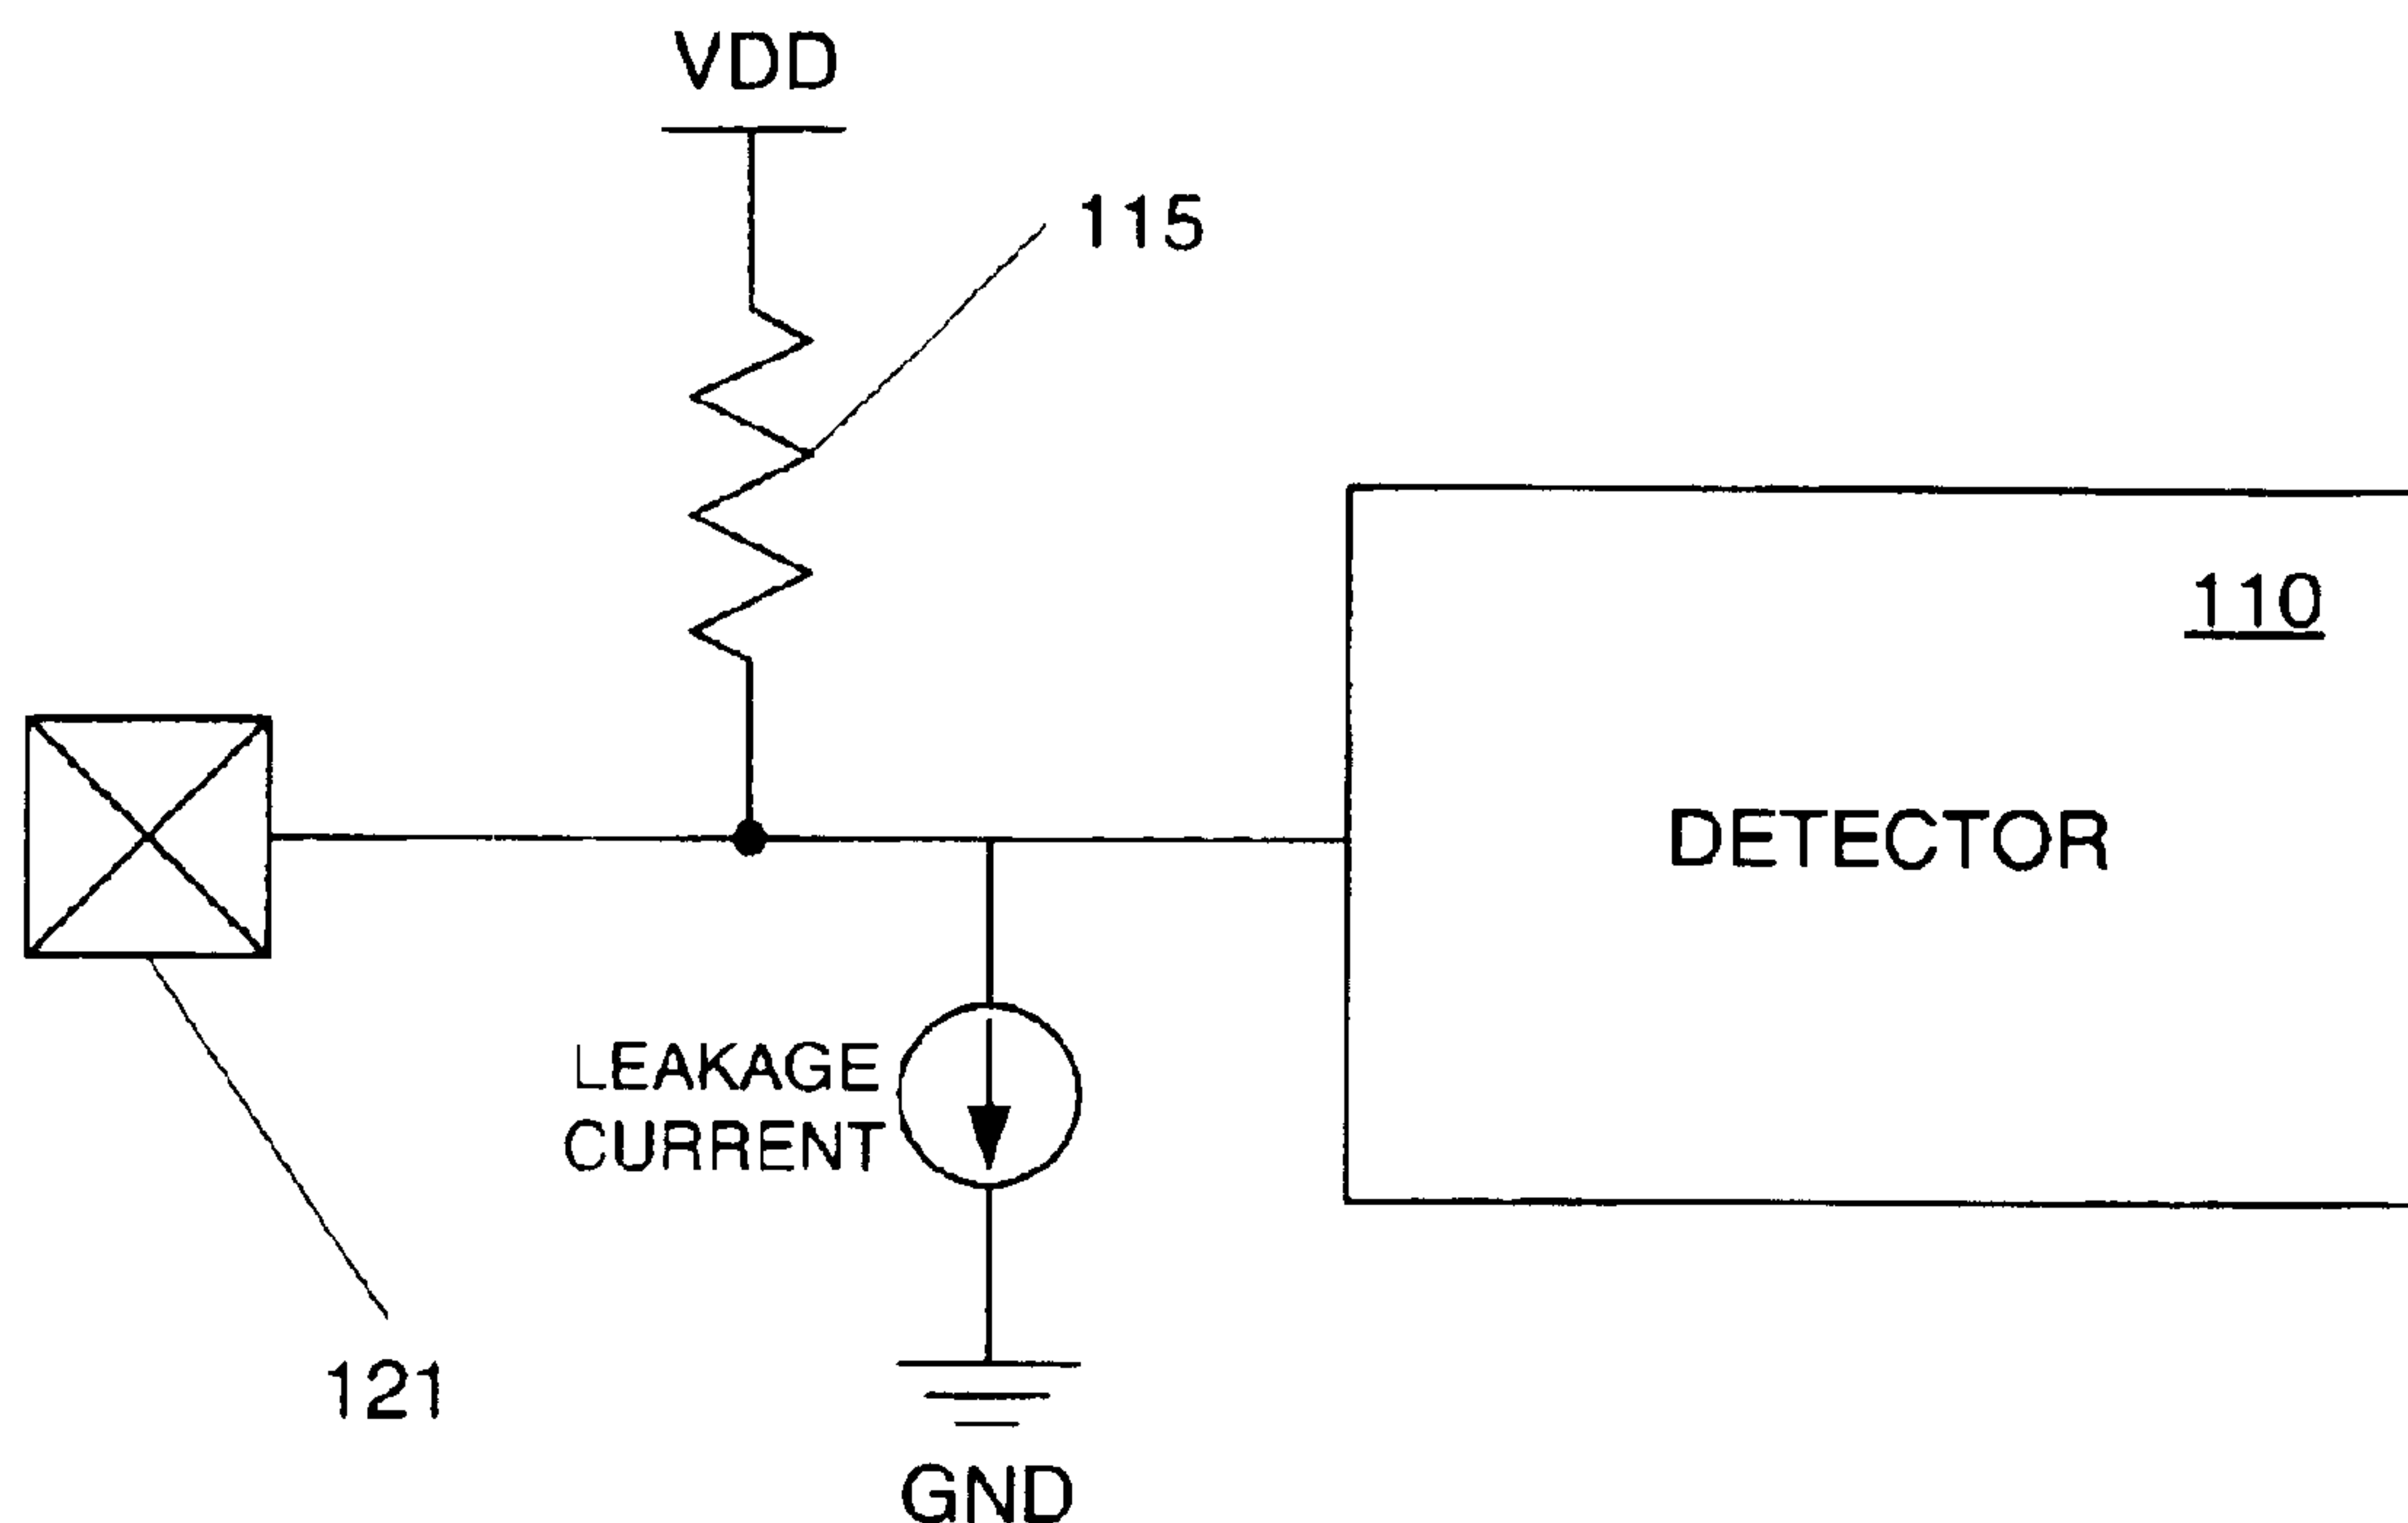 VDD
115
110
DETECTOR
LEAKAGE
CURRENT
121
GND